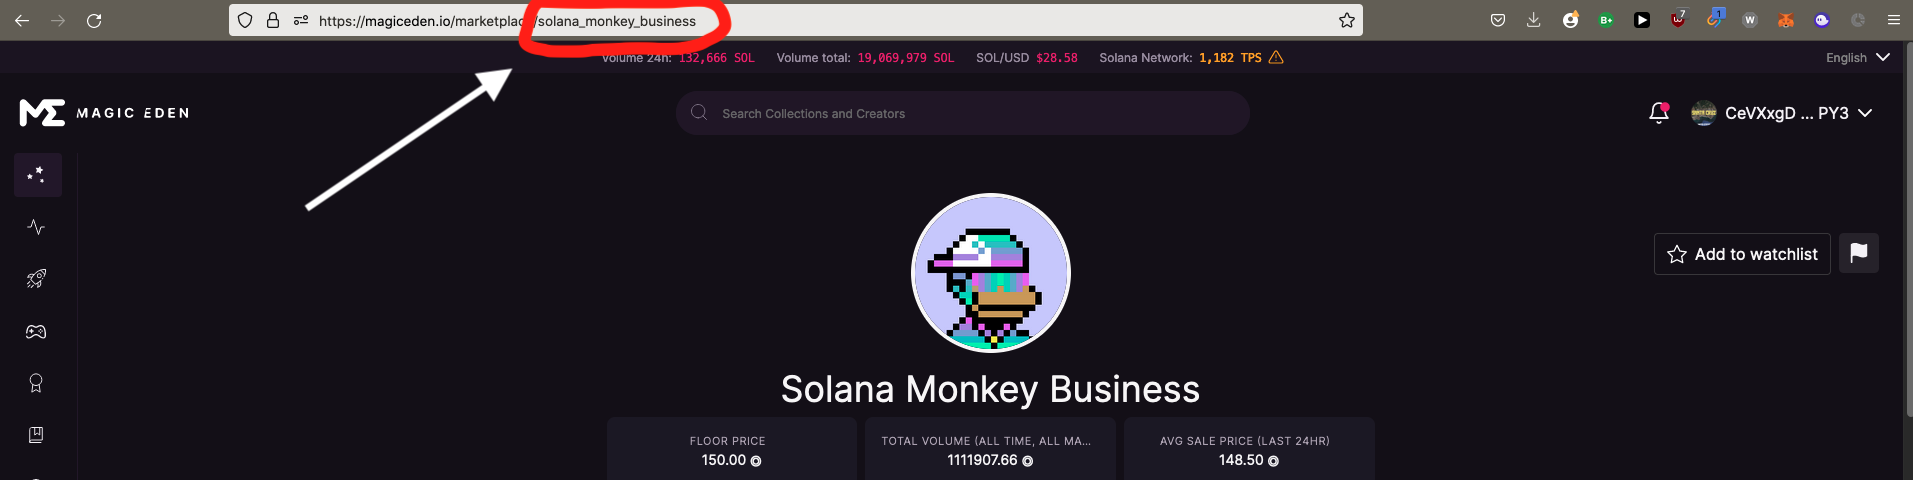 https://magiceden.io/marketplace/solana_monkey_business
7
1
Volume 24h: 132,666 SOL Volume total: 19,069,979 SOL SOL/USD $28.58 Solana Network: 1,182 TPS English
MAGIC EDEN
Search Collections and Creators
CeVXxgD ... PY3
Add to watchlist
Solana Monkey Business
FLOOR PRICE
150.00
TOTAL VOLUME (ALL TIME, ALL MA...
1111907.66
AVG SALE PRICE (LAST 24HR)
148.50